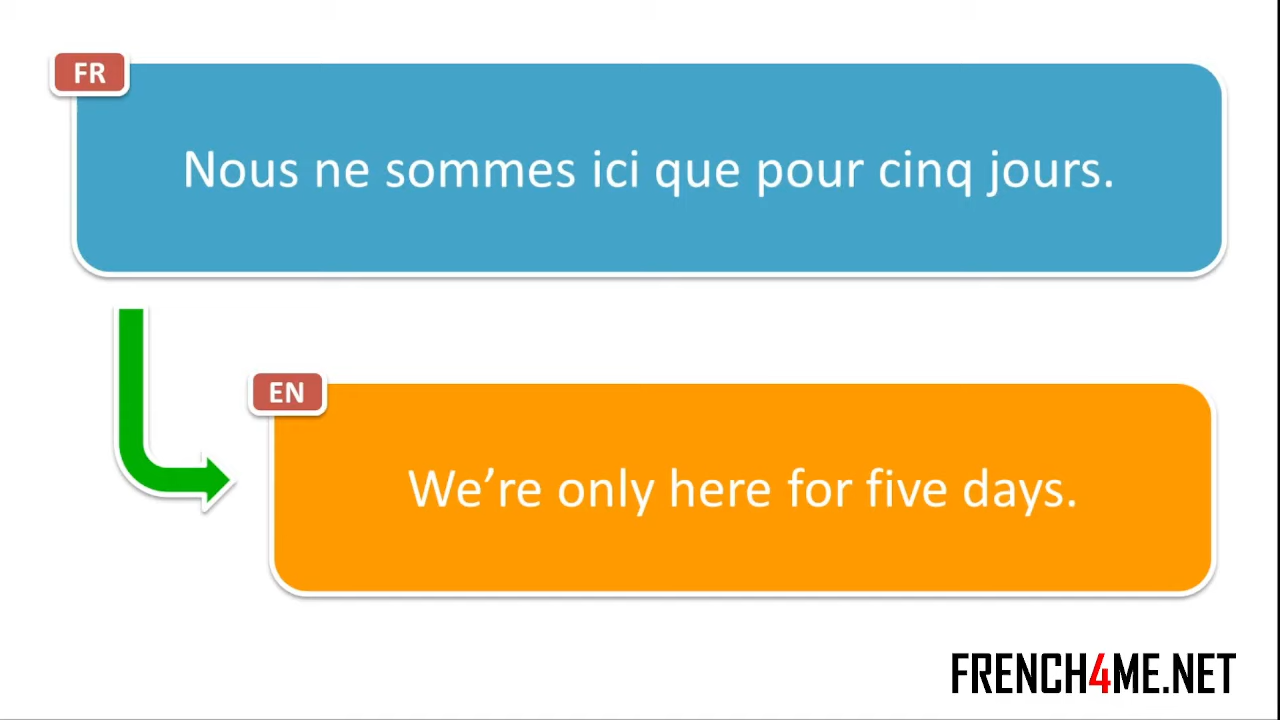 FR
Nous ne sommes ici que pour cinq jours.
EN
We’re only here for five days.
FRENCH4ME.NET